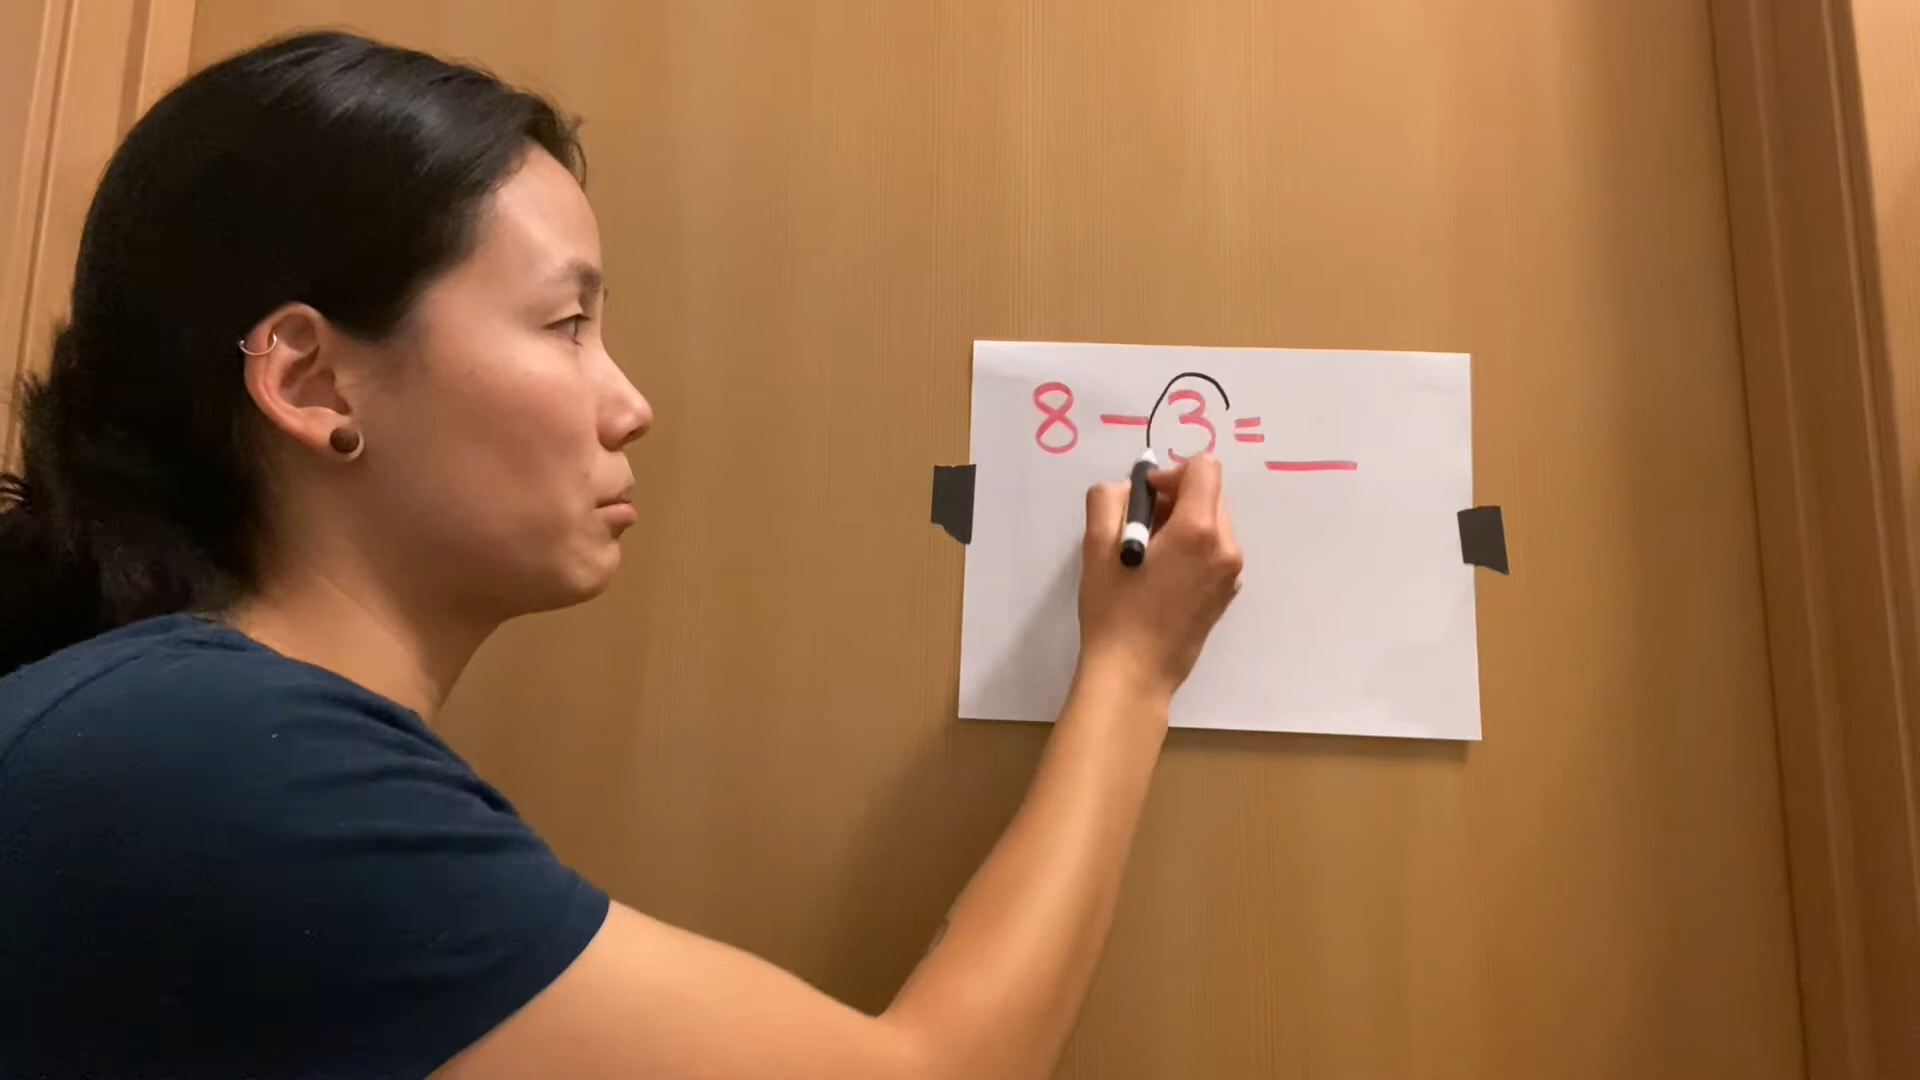 8 - 3 = __